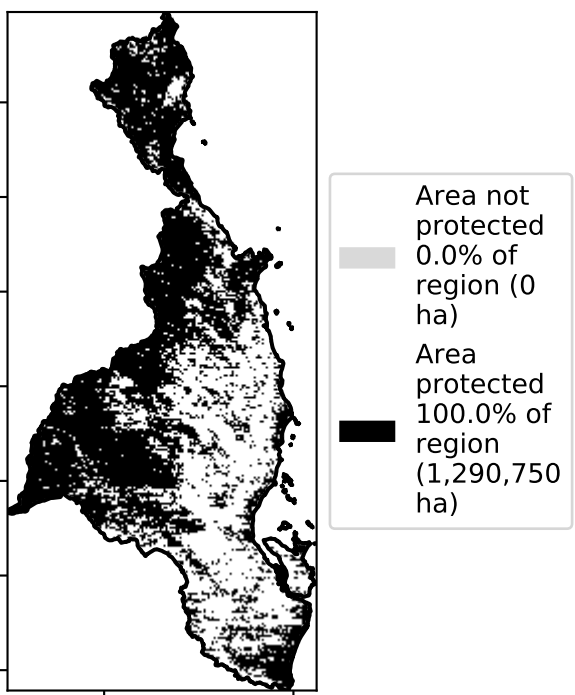 Area not
protected
0.0% of
region (0
ha)
Area
protected
100.0% of
region
(1,290,750
ha)